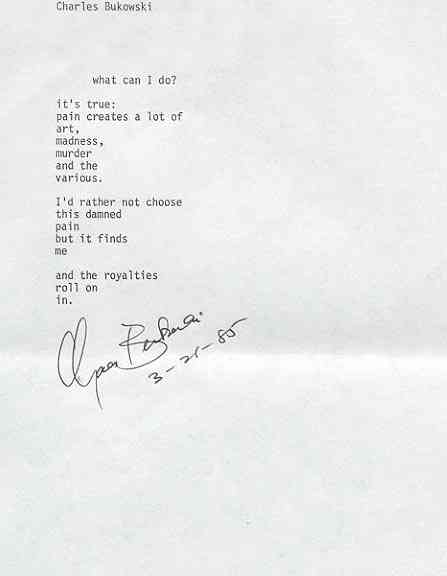 Charles Bukowski
what can I do?
it's true:
pain creates a lot of
art,
madness,
murder
and the
various.
I'd rather not choose
this damned
pain
but it finds
me
and the royalties
roll on
in.
Chas Bukowski
3-21-85